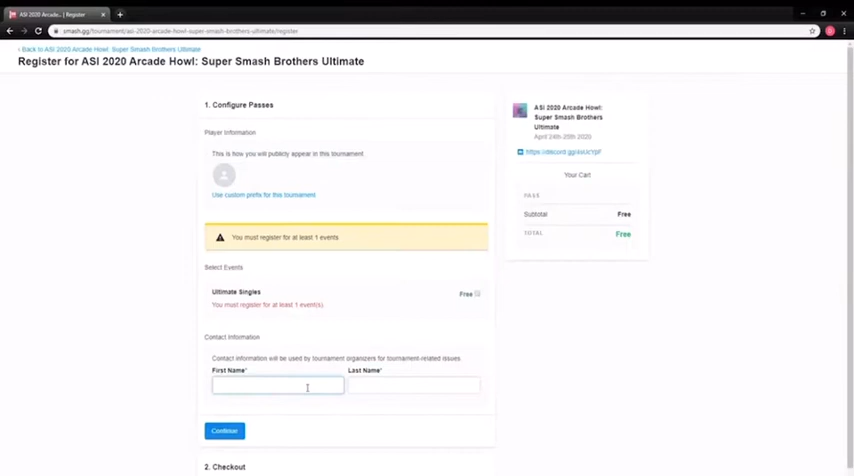 ASI 2020 Arcade... | Register
smash.gg/tournament/asi-2020-arcade-howl-super-smash-brothers-ultimate/register
‹ Back to ASI 2020 Arcade Howl: Super Smash Brothers Ultimate
Register for ASI 2020 Arcade Howl: Super Smash Brothers Ultimate
1. Configure Passes
Player Information
This is how you will publicly appear in this tournament
Use custom prefix for this tournament
You must register for at least 1 events
Select Events
Ultimate Singles
Free
You must register for at least 1 event(s).
Contact Information
Contact information will be used by tournament organizers for tournament-related issues
First Name*
Last Name*
Continue
2. Checkout
ASI 2020 Arcade Howl:
Super Smash Brothers
Ultimate
April 24th-26th 2020
Your Cart
PASS
Subtotal Free
TOTAL Free